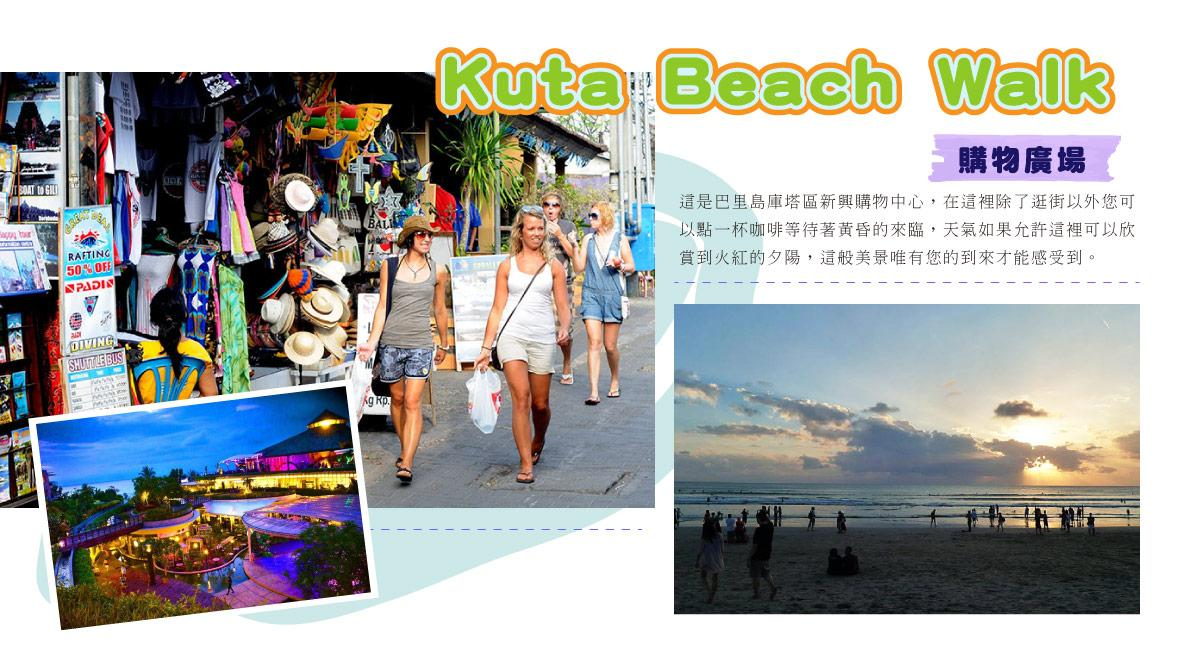 Kuta Beach Walk
購物廣場
這是巴里島庫塔區新興購物中心，在這裡除了逛街以外您可
以點一杯咖啡等待著黃昏的來臨，天氣如果允許這裡可以欣
賞到火紅的夕陽，這般美景唯有您的到來才能感受到。
GREAT DEAL
RAFTING
50% OFF
PADI
DIVING
SHUTTLE BUS
BALI